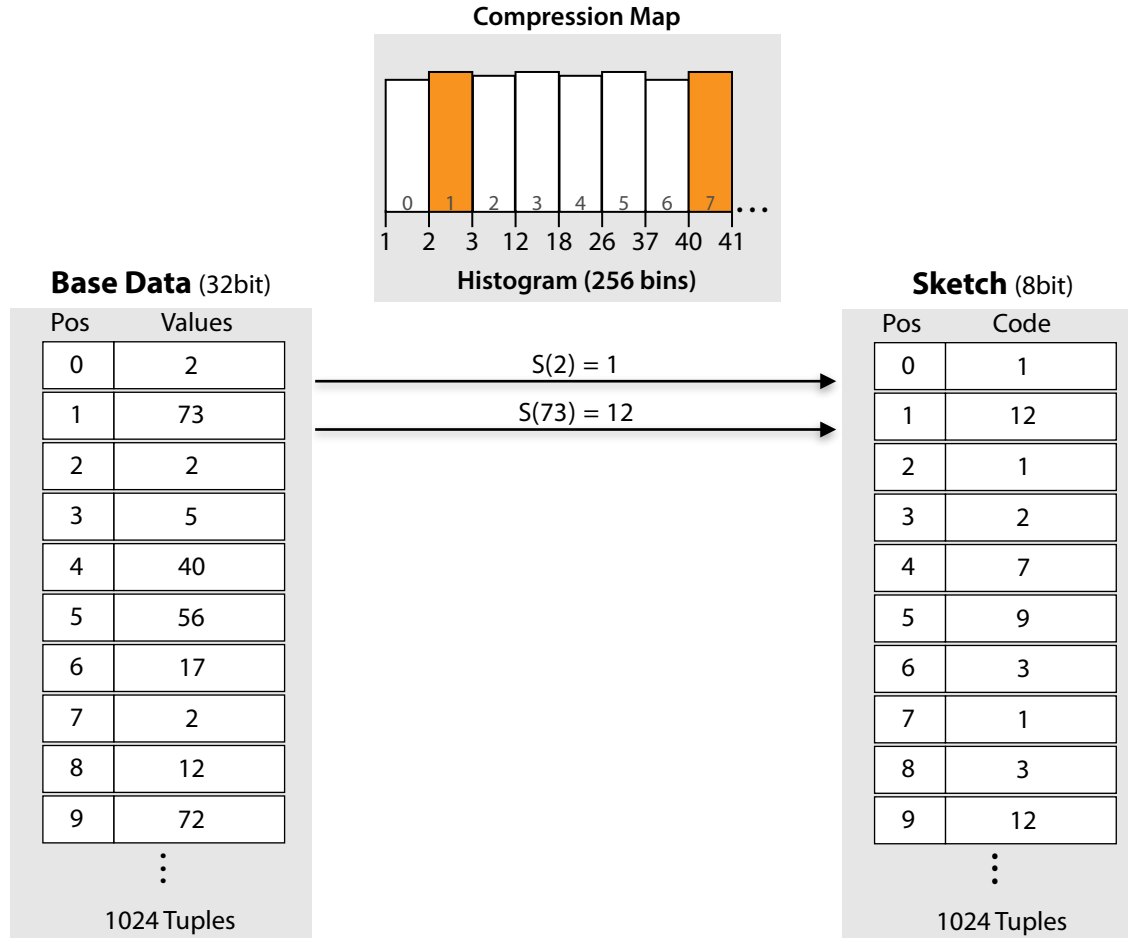 Compression Map
0 1 2 3 4 5 6 7 ...
1 2 3 12 18 26 37 40 41
Histogram (256 bins)
Base Data (32bit)
Pos Values
0 2
1 73
2 2
3 5
4 40
5 56
6 17
7 2
8 12
9 72
⋮
1024 Tuples
S(2) = 1
S(73) = 12
Sketch (8bit)
Pos Code
0 1
1 12
2 1
3 2
4 7
5 9
6 3
7 1
8 3
9 12
⋮
1024 Tuples